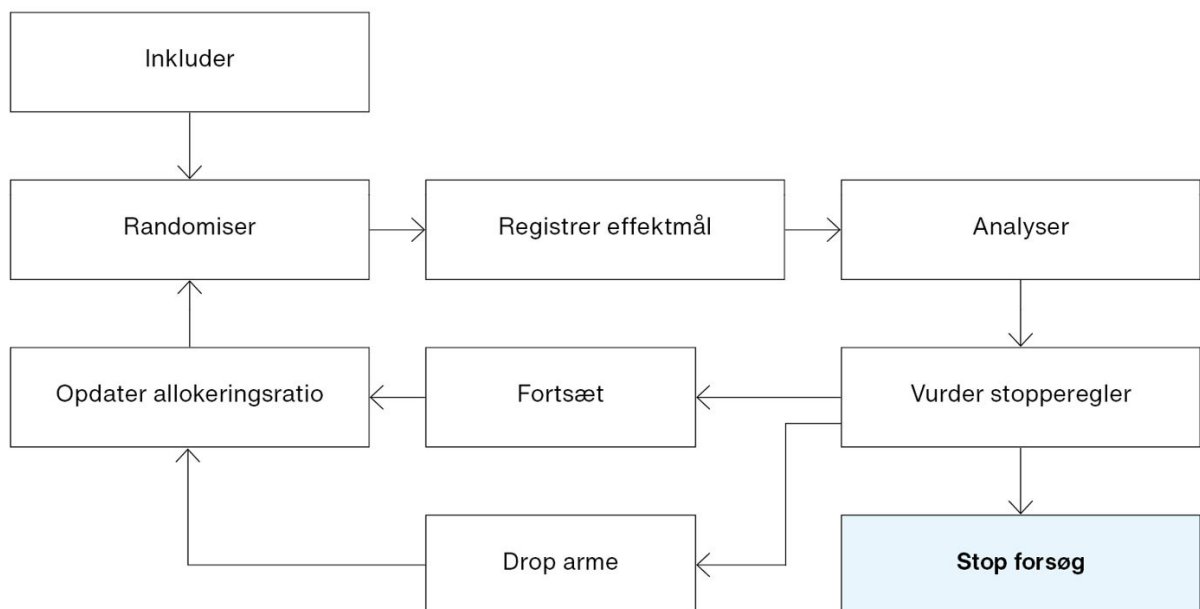 Inkluder
Randomiser
Registrer effektmål
Analyser
Opdater allokeringsratio
Fortsæt
Vurder stopperegler
Drop arme
Stop forsøg